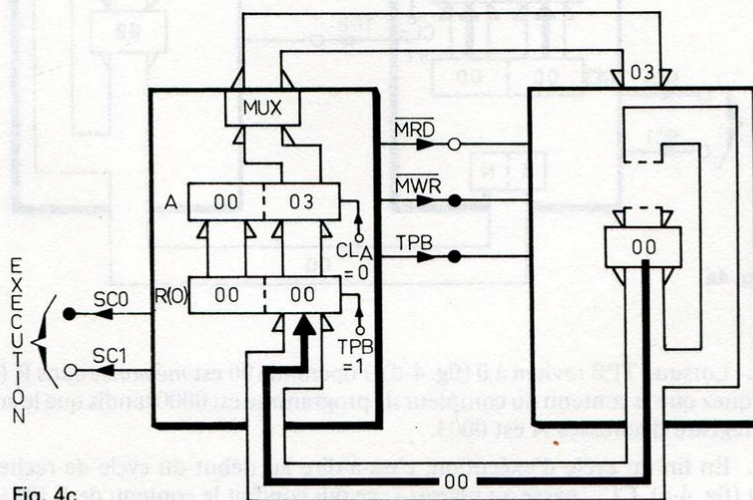 03
MUX
MRD
A 00 03
MWR
CLA
= 0
TPB
00
R(0) 00 00
TPB
= 1
SC0
SC1
EXECUTION
00
Fig. 4c